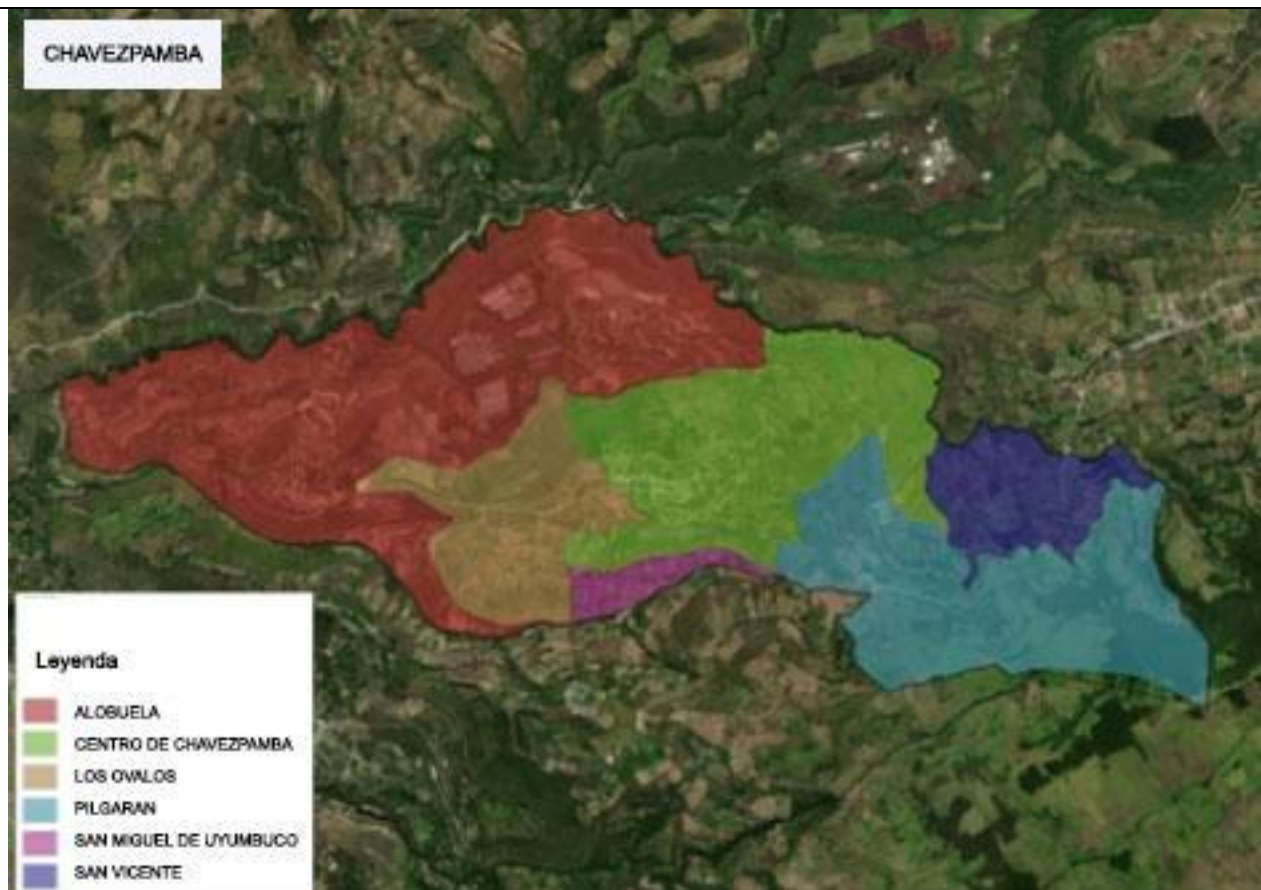 CHAVEZPAMBA
Leyenda
ALOBUELA
CENTRO DE CHAVEZPAMBA
LOS OVALOS
PILGARAN
SAN MIGUEL DE UYUMBUCO
SAN VICENTE